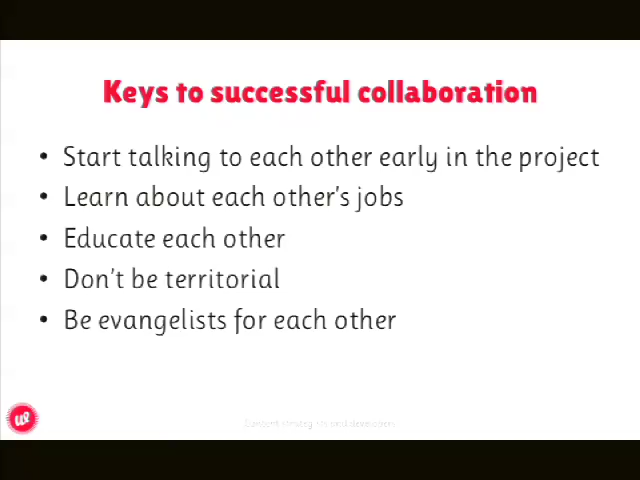 Keys to successful collaboration
• Start talking to each other early in the project
• Learn about each other's jobs
• Educate each other
• Don't be territorial
• Be evangelists for each other